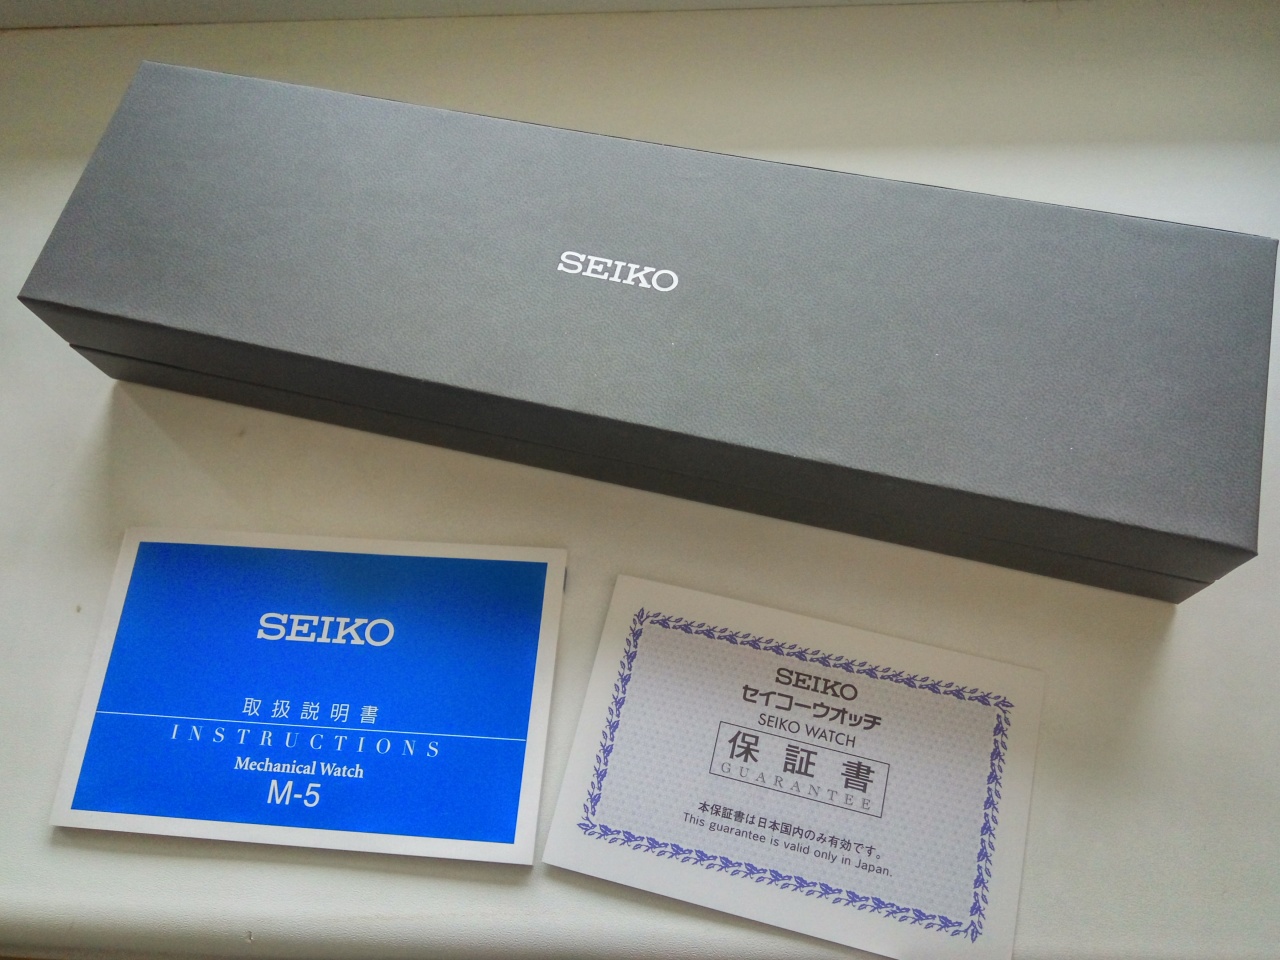 SEIKO
SEIKO
取扱説明書
INSTRUCTIONS
Mechanical Watch
M-5
SEIKO
セイコーウオッチ
SEIKO WATCH
保証書
GUARANTEE
本保証書は日本国内のみ有効です。
This guarantee is valid only in Japan.